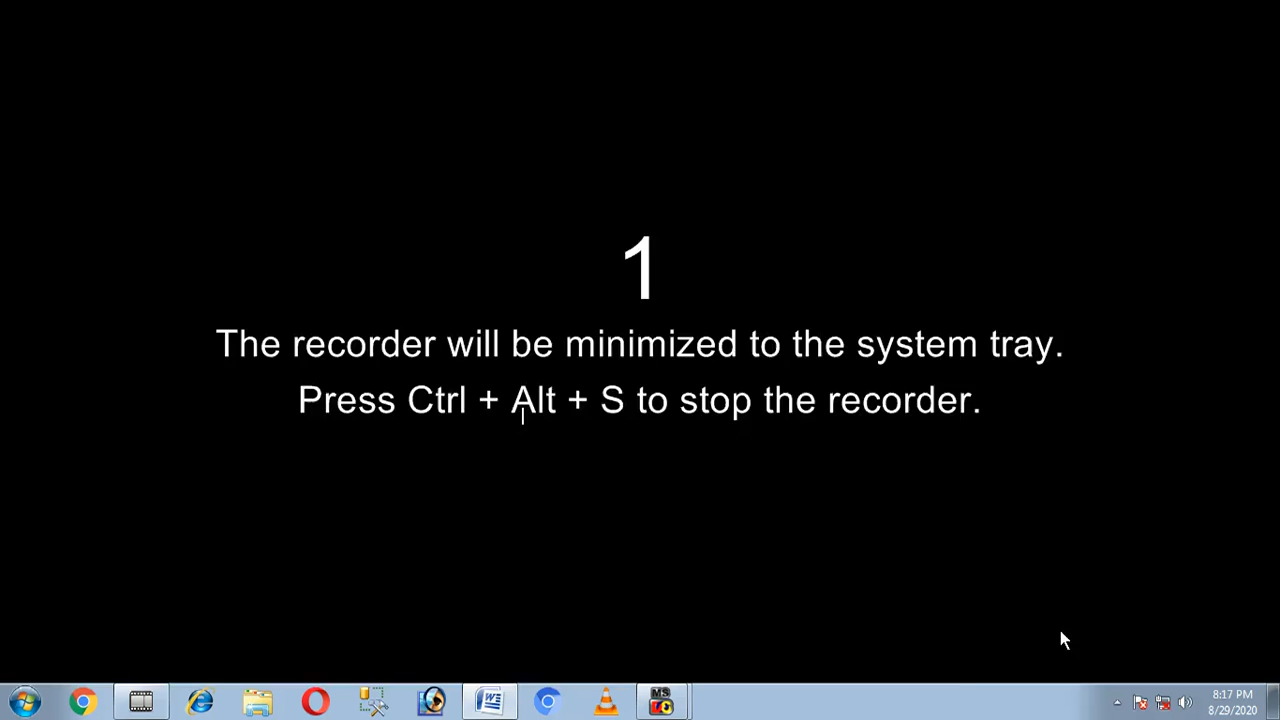 1
The recorder will be minimized to the system tray.
Press Ctrl + Alt + S to stop the recorder.
MS
8:17 PM
8/29/2020